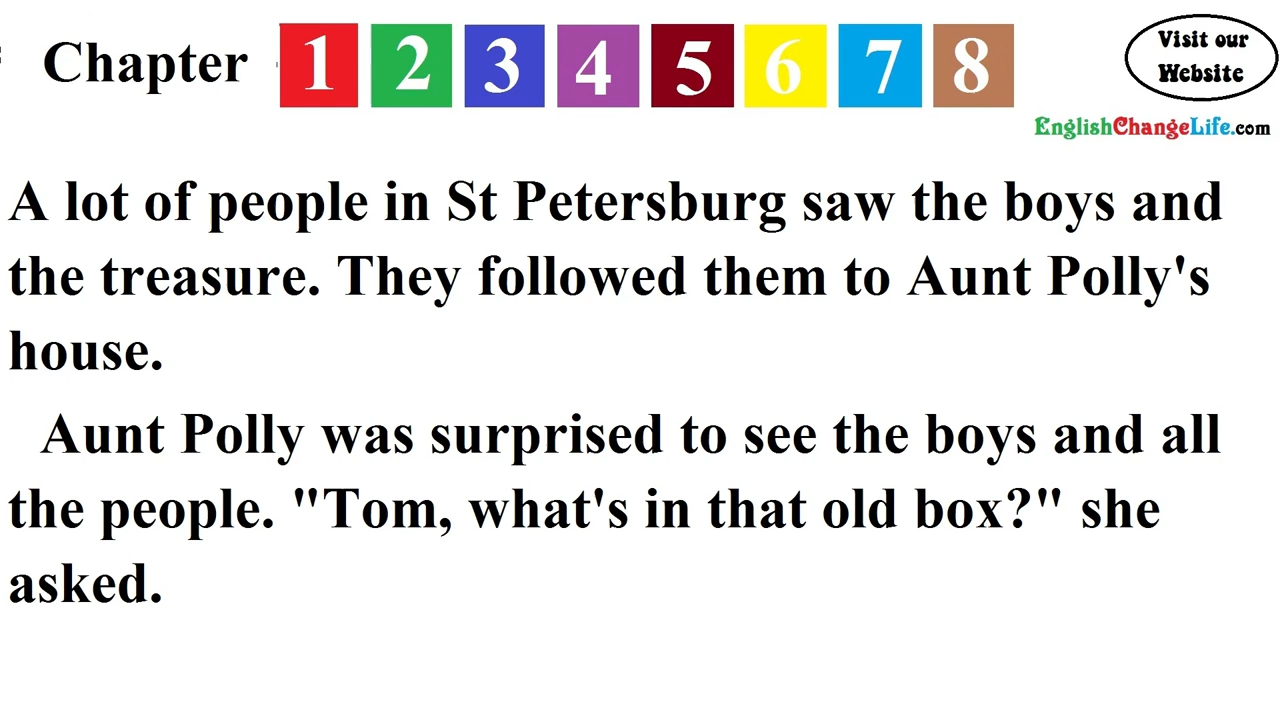 Chapter 1 2 3 4 5 6 7 8
Visit our
Website
EnglishChangeLife.com
A lot of people in St Petersburg saw the boys and
the treasure. They followed them to Aunt Polly's
house.
Aunt Polly was surprised to see the boys and all
the people. "Tom, what's in that old box?" she
asked.